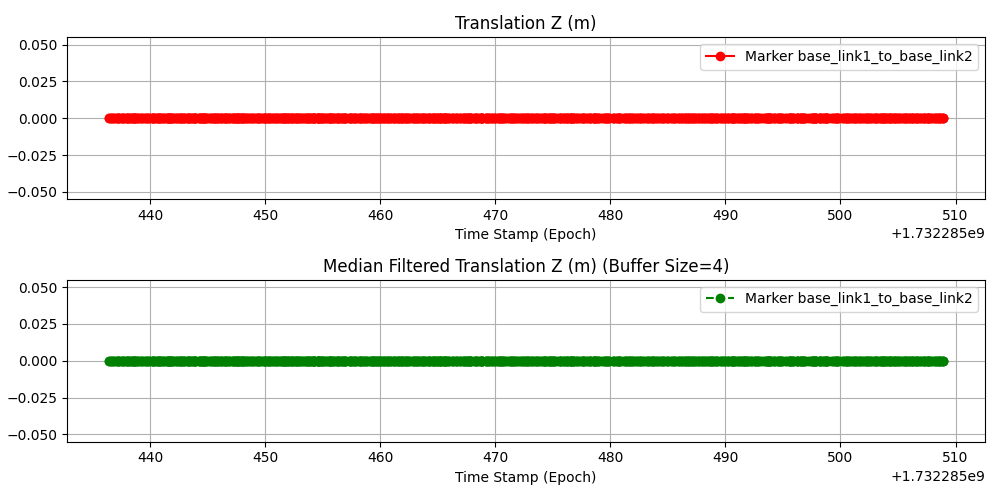 Translation Z (m)
Marker base_link1_to_base_link2
0.050
0.025
0.000
−0.025
−0.050
440 450 460 470 480 490 500 510
Time Stamp (Epoch)
+1.732285e9
Median Filtered Translation Z (m) (Buffer Size=4)
Marker base_link1_to_base_link2
0.050
0.025
0.000
−0.025
−0.050
440 450 460 470 480 490 500 510
Time Stamp (Epoch)
+1.732285e9